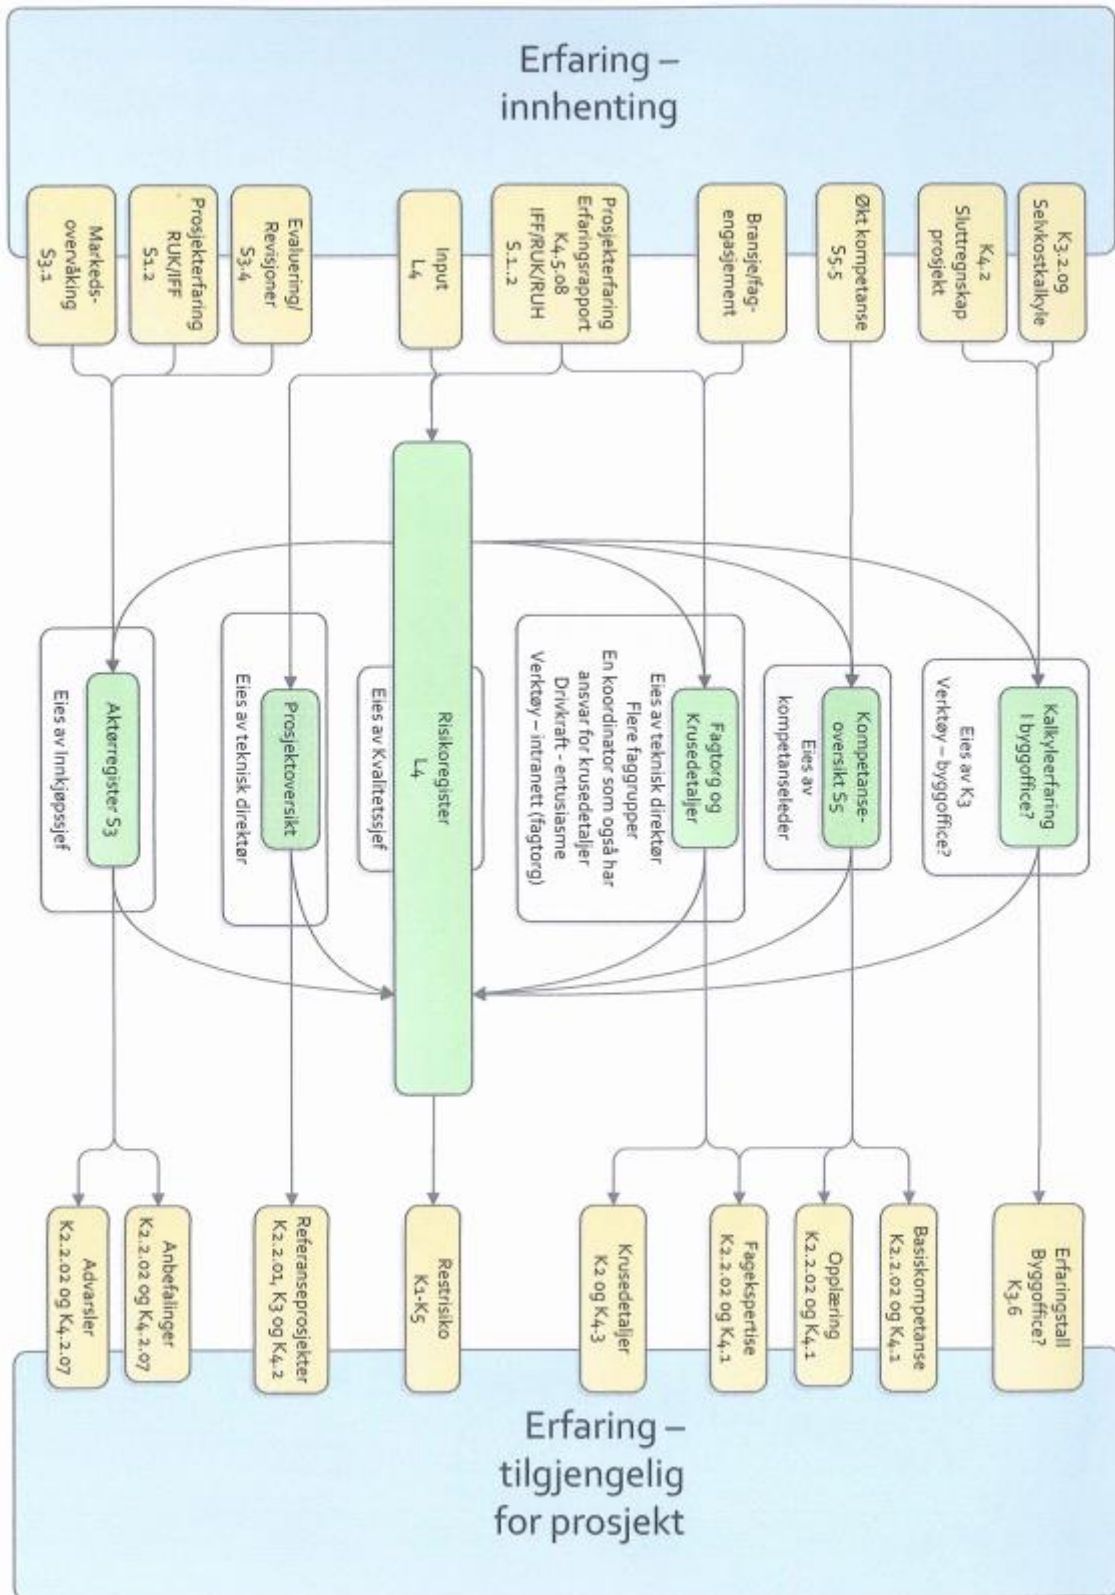 Erfaring –
innhenting
K3.2.09
Selvkostkalkyle
K4.2
Sluttregnskap
prosjekt
Økt kompetanse
S5.5
Bransje/fag-
engasjement
Prosjekterfaring
Erfaringsrapport
K4.5.08
IFF/RUK/RUH
S.1..2
Input
L4
Evaluering/
Revisjoner
S3.4
Prosjekterfaring
RUK/IFF
S1.2
Markeds-
overvåking
S3.1
Kalkyleerfaring
I byggoffice?
Eies av K3
Verktøy – byggoffice?
Kompetanse-
oversikt S5
Eies av
kompetanseleder
Fagtorg og
Krusedetaljer
Eies av teknisk direktør
Flere faggrupper
En koordinator som også har
ansvar for krusedetaljer
Drivkraft - entusiasme
Verktøy – intranett (fagtorg)
Risikoregister
L4
Eies av Kvalitetssjef
Prosjektoversikt
Eies av teknisk direktør
Aktørregister S3
Eies av Innkjøpssjef
Erfaringstall
Byggoffice?
K3.6
Basiskompetanse
K2.2.02 og K4.1
Opplæring
K2.2.02 og K4.1
Fagekspertise
K2.2.02 og K4.1
Krusedetaljer
K2 og K4.3
Restrisiko
K1-K5
Referanseprosjekter
K2.2.01, K3 og K4.2
Anbefalinger
K2.2.02 og K4.2.07
Advarsler
K2.2.02 og K4.2.07
Erfaring –
tilgjengelig
for prosjekt